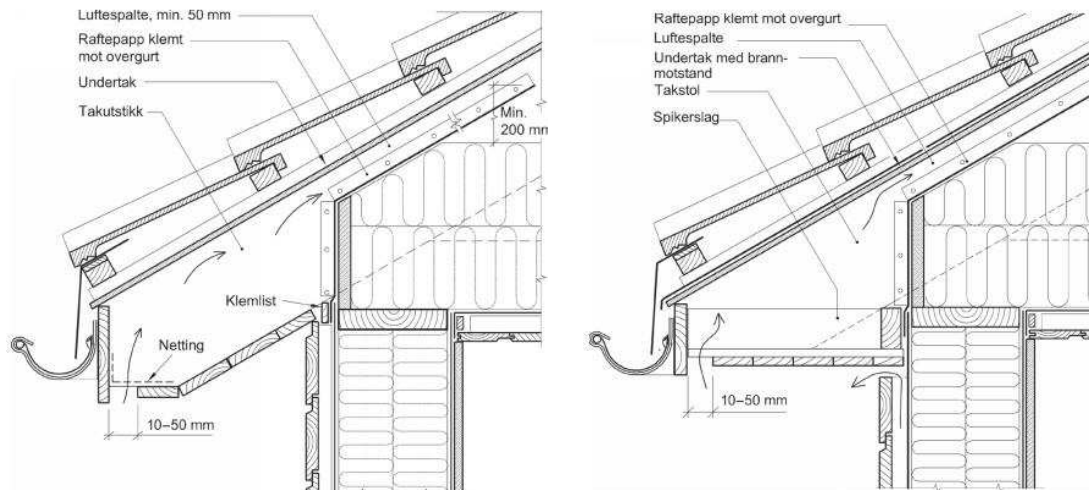 Luftespalte, min. 50 mm
Raftepapp klemt
mot overgurt
Undertak
Takutstikk
Min.
200 mm
Klemlist
Netting
10–50 mm
Raftepapp klemt mot overgurt
Luftespalte
Undertak med brann-
motstand
Takstol
Spikerslag
10–50 mm